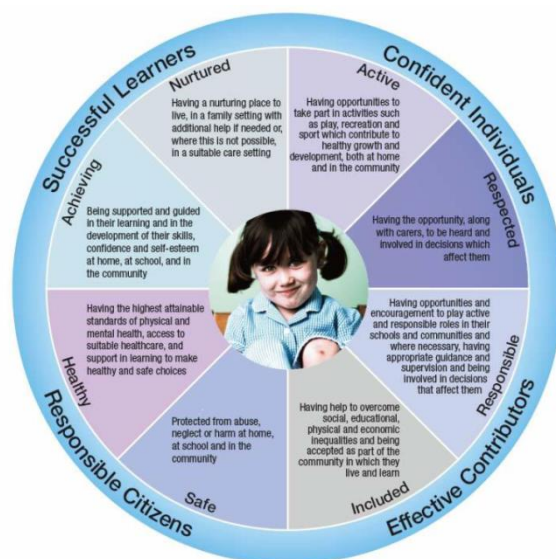 Successful Learners
Confident Individuals
Nurtured
Having a nurturing place to
live, in a family setting with
additional help if needed or,
where this is not possible,
in a suitable care setting
Active
Having opportunities to
take part in activities such
as play, recreation and
sport which contribute to
healthy growth and
development, both at home
and in the community
Achieving
Being supported and guided
in their learning and in the
development of their skills,
confidence and self-esteem
at home, at school, and in
the community
Respected
Having the opportunity, along
with carers, to be heard and
involved in decisions which
affect them
Healthy
Having the highest attainable
standards of physical and
mental health, access to
suitable healthcare, and
support in learning to make
healthy and safe choices
Responsible
Having opportunities and
encouragement to play active
and responsible roles in their
schools and communities and
where necessary, having
appropriate guidance and
supervision and being
involved in decisions
that affect them
Safe
Protected from abuse,
neglect or harm at home,
at school and in the
community
Included
Having help to overcome
social, educational,
physical and economic
inequalities and being
accepted as part of the
community in which they
live and learn
Responsible Citizens
Effective Contributors